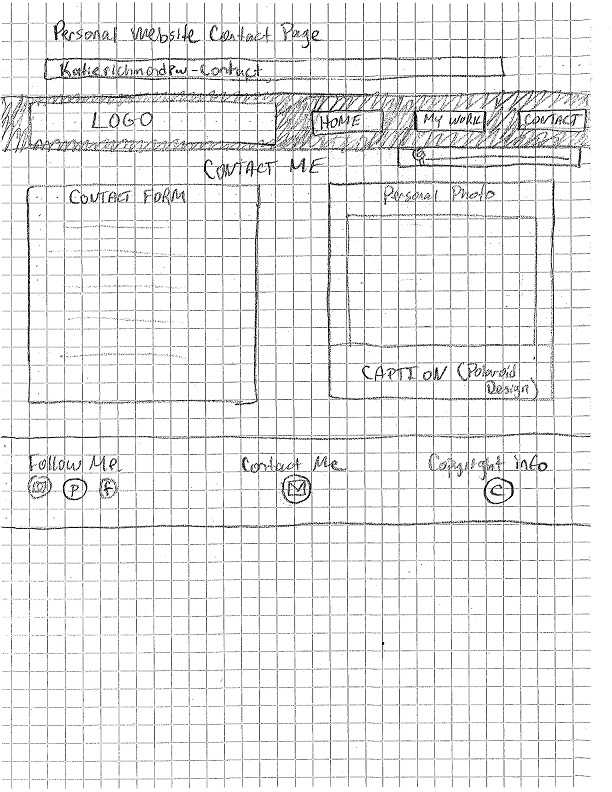 Personal Website Contact Page
Katierichmondpw-Contact
LOGO
HOME
MY WORK
CONTACT
CONTACT ME
CONTACT FORM
Personal Photo
CAPTION (Polaroid
Design)
Follow Me
Contact Me
Copyright info
P
f
C